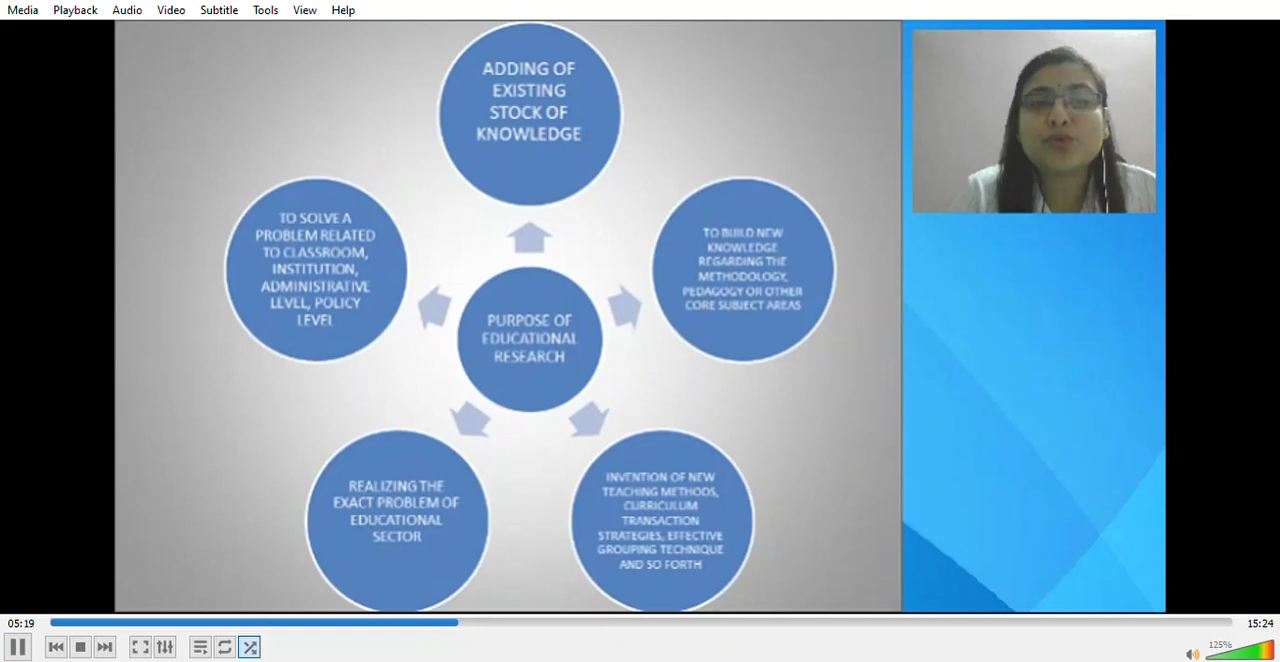 Media Playback Audio Video Subtitle Tools View Help
ADDING OF
EXISTING
STOCK OF
KNOWLEDGE
TO SOLVE A
PROBLEM RELATED
TO CLASSROOM,
INSTITUTION,
ADMINISTRATIVE
LEVEL, POLICY
LEVEL
TO BUILD NEW
KNOWLEDGE
REGARDING THE
METHODOLOGY,
PEDAGOGY OR OTHER
CORE SUBJECT AREAS
PURPOSE OF
EDUCATIONAL
RESEARCH
REALIZING THE
EXACT PROBLEM OF
EDUCATIONAL
SECTOR
INVENTION OF NEW
TEACHING METHODS,
CURRICULUM
TRANSACTION
STRATEGIES, EFFECTIVE
GROUPING TECHNIQUE
AND SO FORTH
05:19
15:24
125%